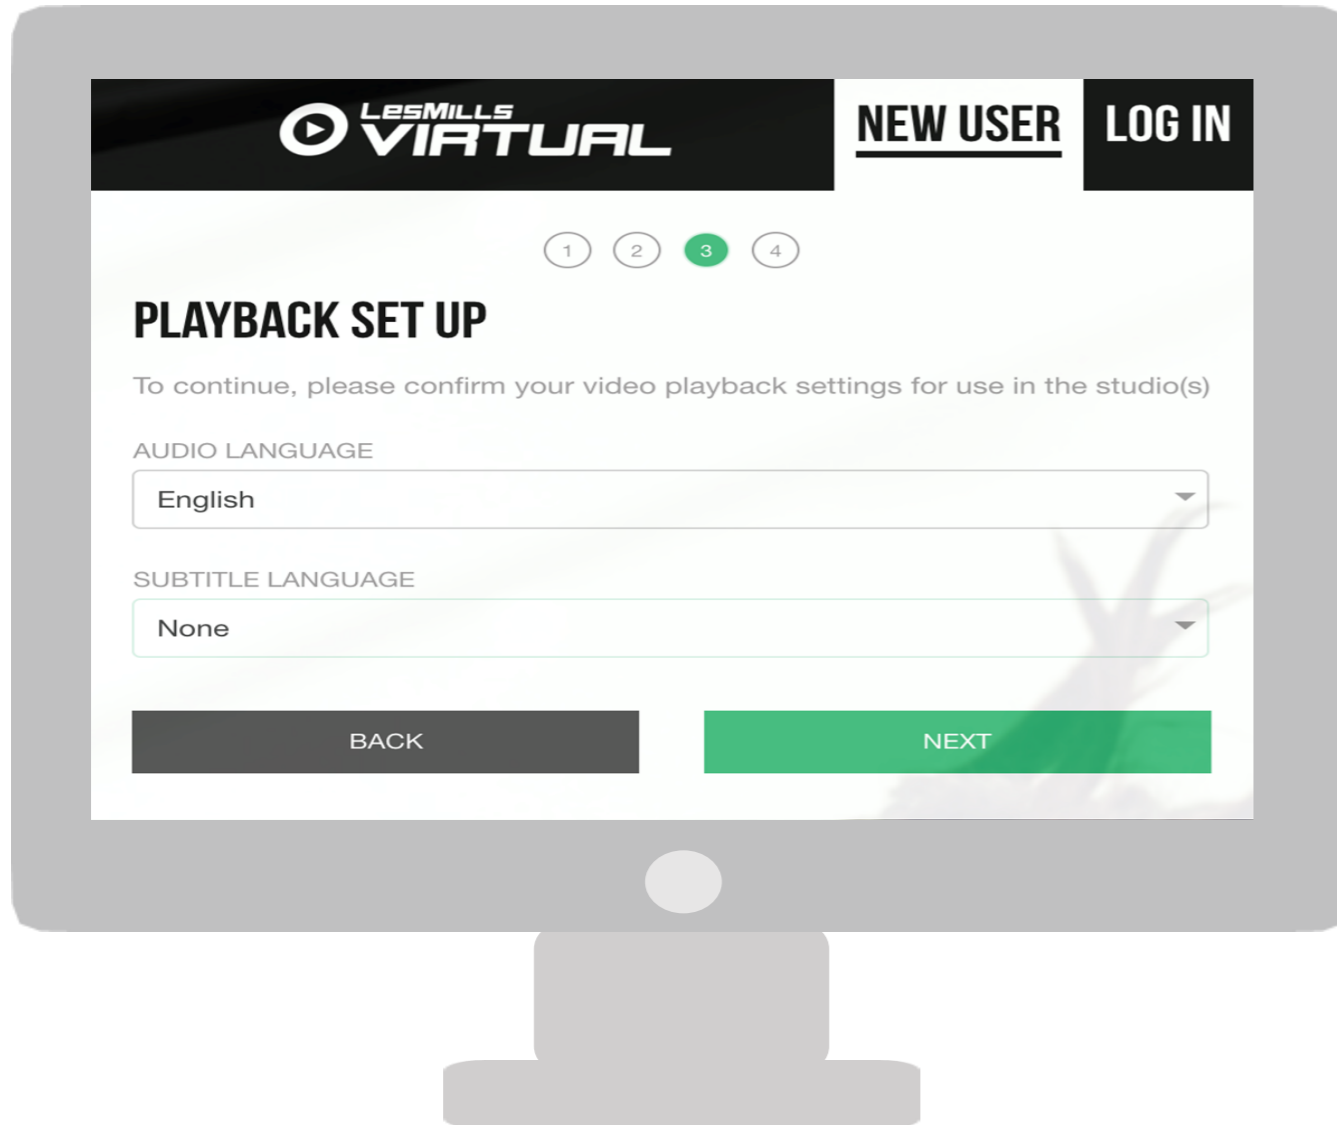 LesMills
VIRTUAL
NEW USER
LOG IN
1 2 3 4
PLAYBACK SET UP
To continue, please confirm your video playback settings for use in the studio(s)
AUDIO LANGUAGE
English
SUBTITLE LANGUAGE
None
BACK
NEXT